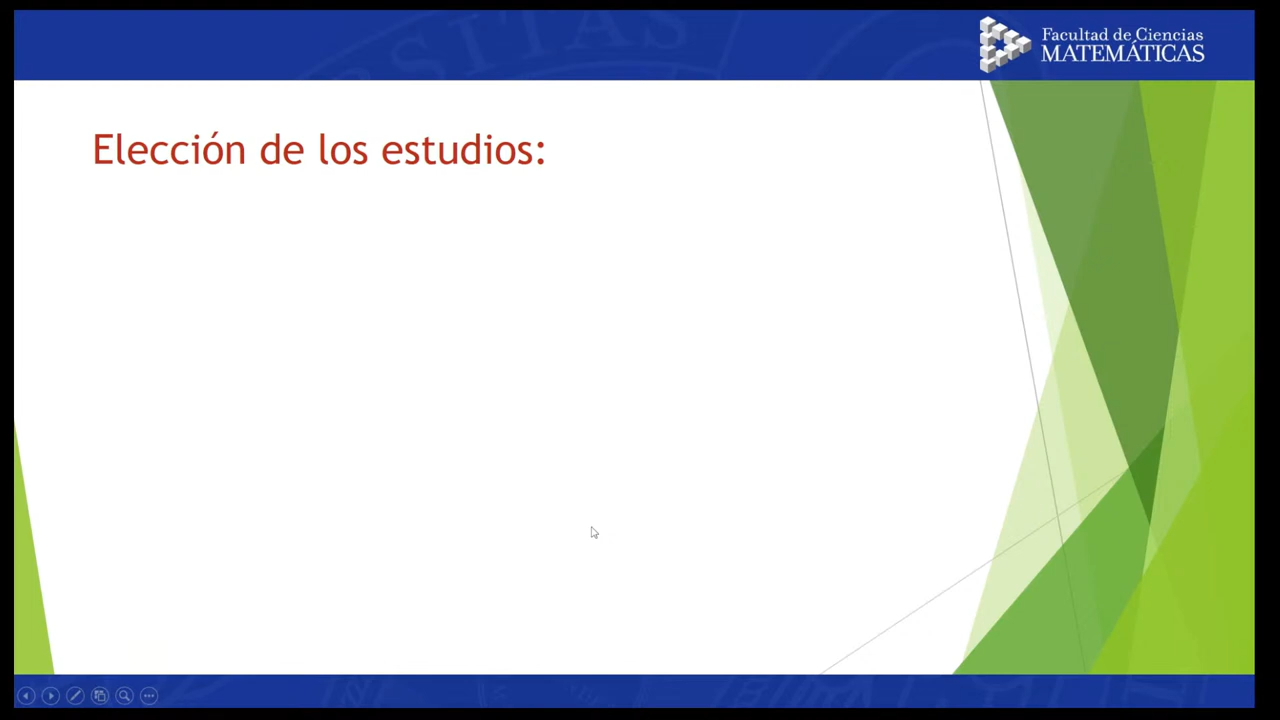 Facultad de Ciencias
MATEMÁTICAS
Elección de los estudios: